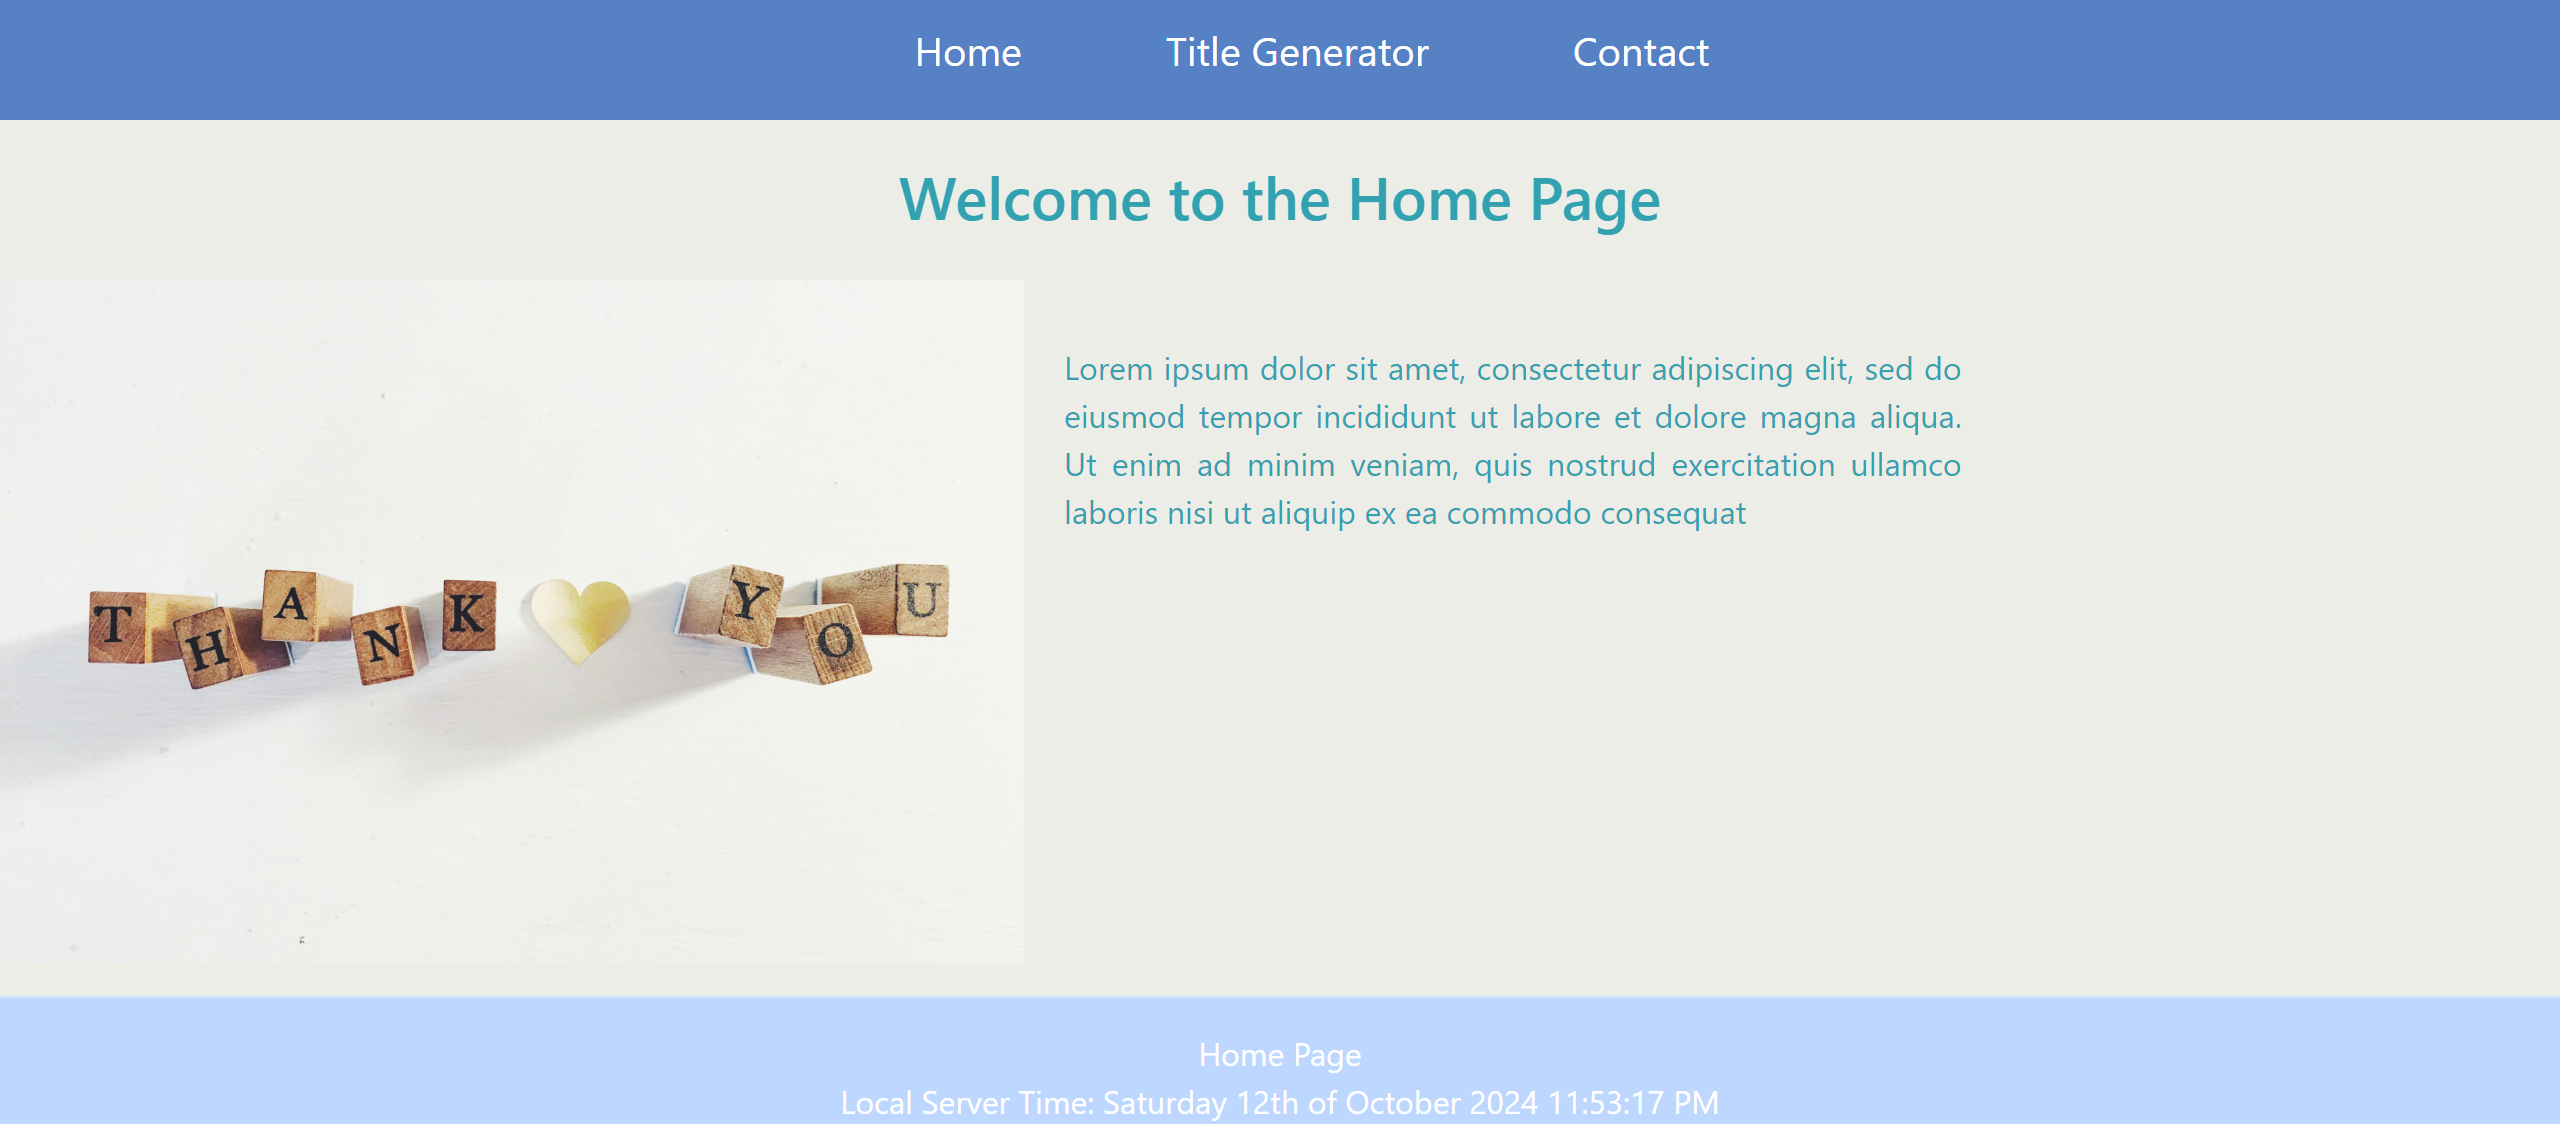 Home Title Generator Contact
Welcome to the Home Page
THANK YOU
Lorem ipsum dolor sit amet, consectetur adipiscing elit, sed do
eiusmod tempor incididunt ut labore et dolore magna aliqua.
Ut enim ad minim veniam, quis nostrud exercitation ullamco
laboris nisi ut aliquip ex ea commodo consequat
Home Page
Local Server Time: Saturday 12th of October 2024 11:53:17 PM